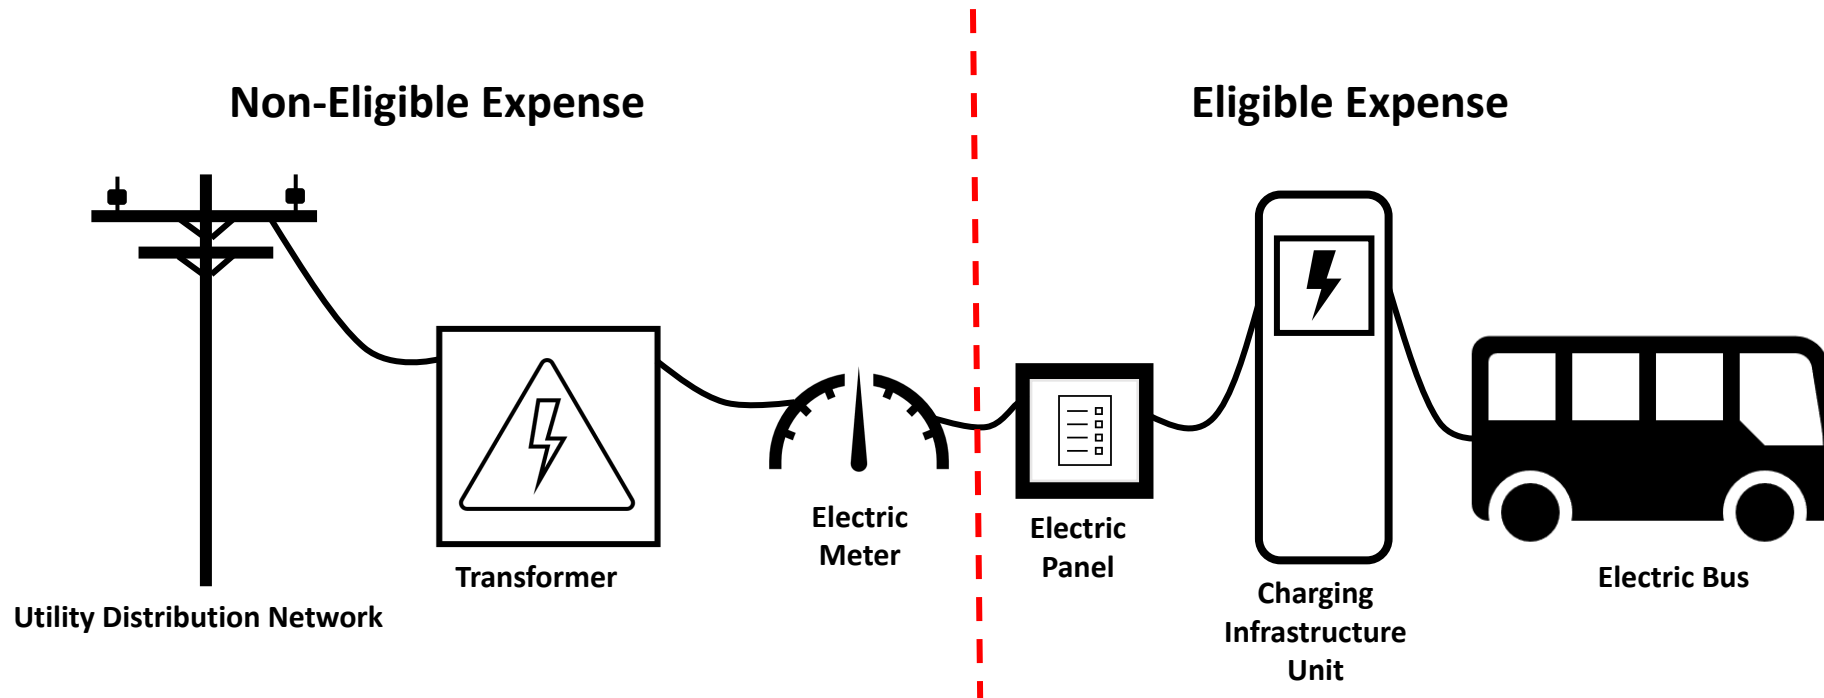 Non-Eligible Expense
Eligible Expense
Utility Distribution Network
Transformer
Electric
Meter
Electric
Panel
Charging
Infrastructure
Unit
Electric Bus